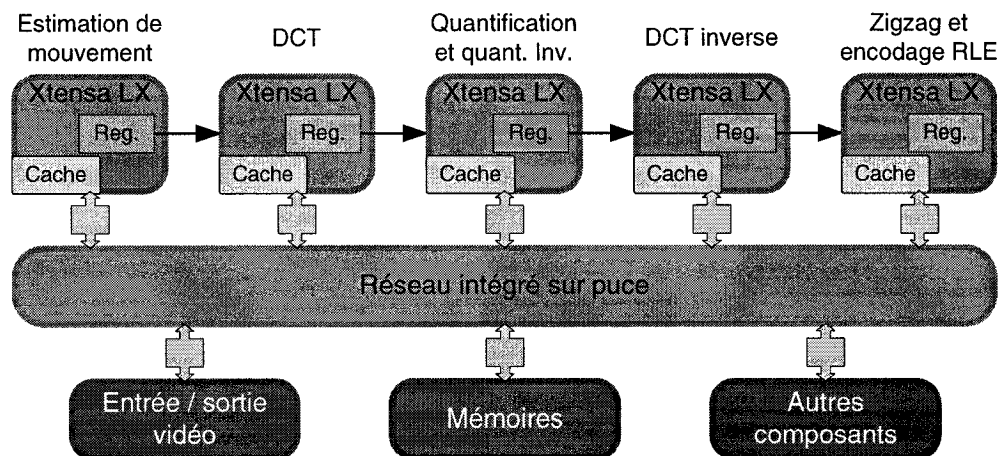 Estimation de
mouvement
DCT
Quantification
et quant. Inv.
DCT inverse
Zigzag et
encodage RLE
Xtensa LX
Xtensa LX
Xtensa LX
Xtensa LX
Xtensa LX
Reg.
Reg.
Reg.
Reg.
Reg.
Cache
Cache
Cache
Cache
Cache
Réseau intégré sur puce
Entrée / sortie
vidéo
Mémoires
Autres
composants